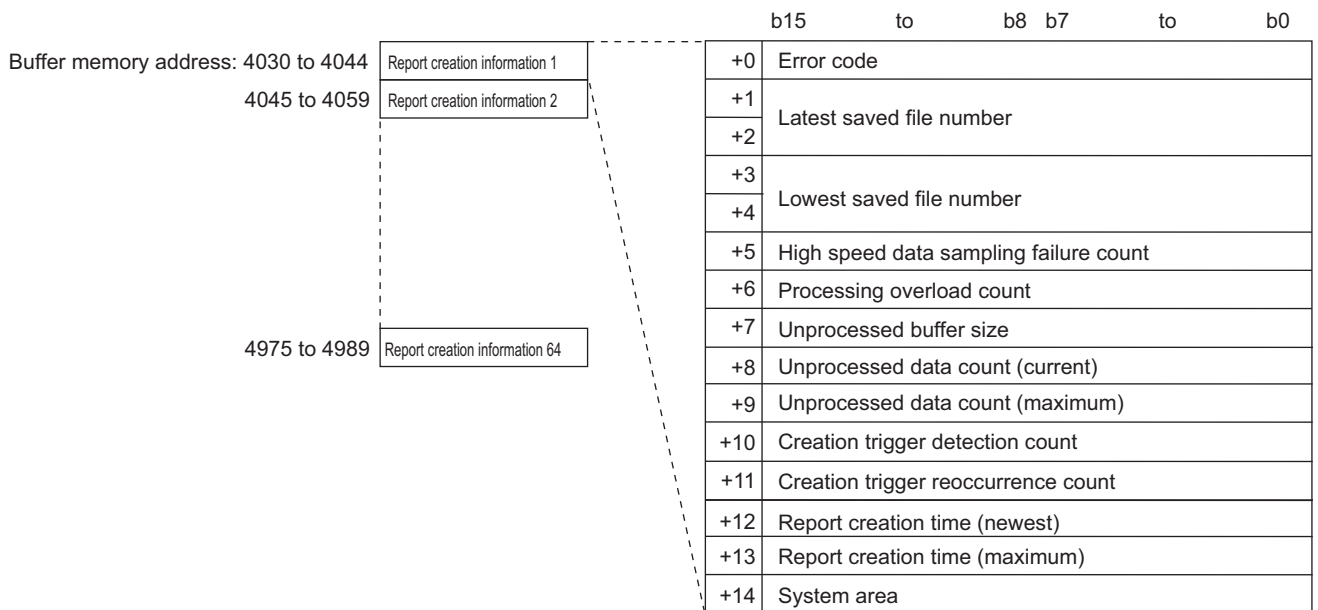 b15 to b8 b7 to b0
Buffer memory address: 4030 to 4044 Report creation information 1
4045 to 4059 Report creation information 2
4975 to 4989 Report creation information 64
+0 Error code
+1
Latest saved file number
+2
+3
Lowest saved file number
+4
+5 High speed data sampling failure count
+6 Processing overload count
+7 Unprocessed buffer size
+8 Unprocessed data count (current)
+9 Unprocessed data count (maximum)
+10 Creation trigger detection count
+11 Creation trigger reoccurrence count
+12 Report creation time (newest)
+13 Report creation time (maximum)
+14 System area